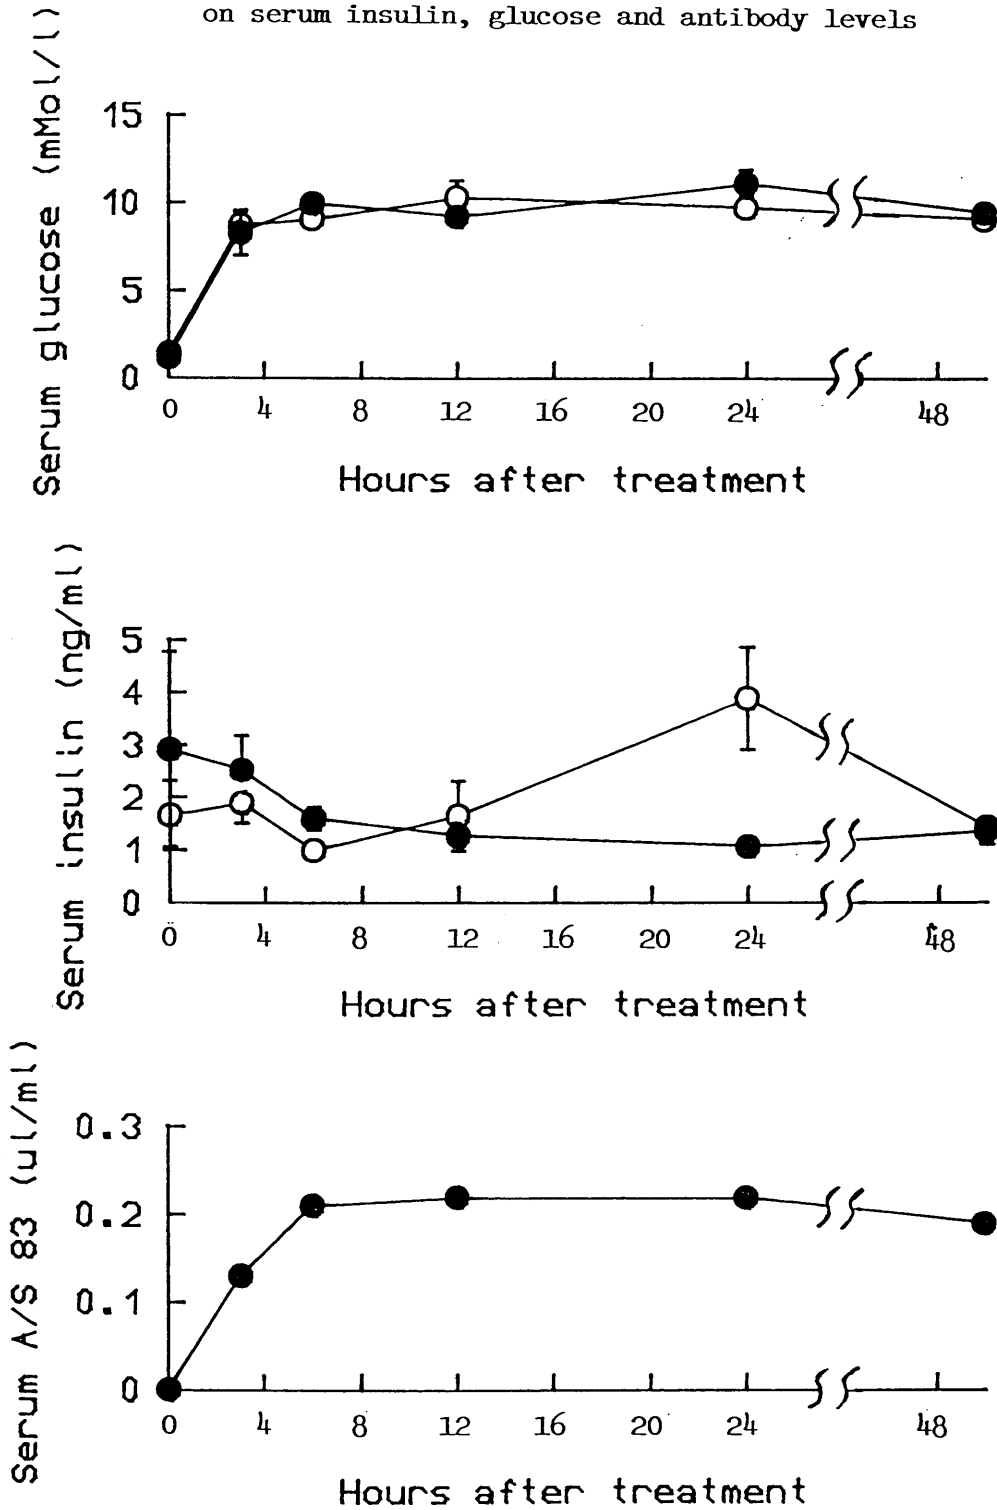 on serum insulin, glucose and antibody levels
Serum glucose (mMol/l)
15
10
5
0
0 4 8 12 16 20 24 48
Hours after treatment
Serum insulin (ng/ml)
5
4
3
2
1
0
0 4 8 12 16 20 24 48
Hours after treatment
Serum A/S 83 (ul/ml)
0.3
0.2
0.1
0
0 4 8 12 16 20 24 48
Hours after treatment